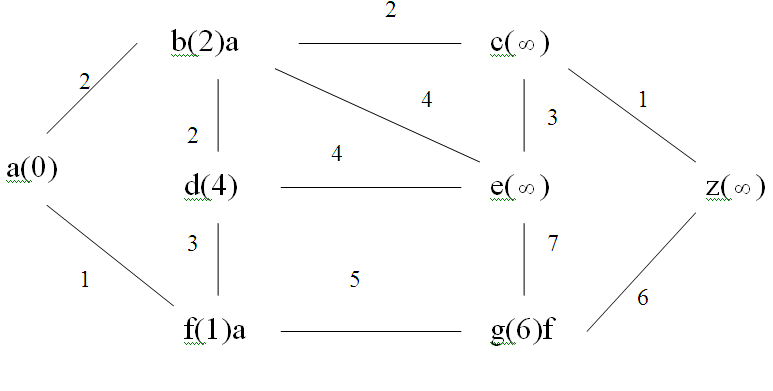 2
b(2)a
c(∞)
2
4
1
3
2
4
a(0)
d(4)
e(∞)
z(∞)
3
7
1
5
6
f(1)a
g(6)f